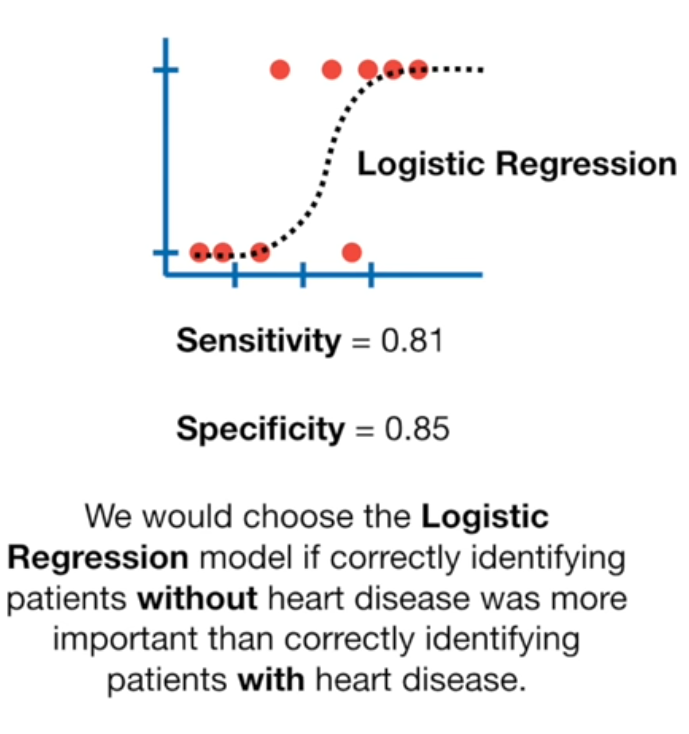 Logistic Regression
Sensitivity = 0.81
Specificity = 0.85
We would choose the Logistic
Regression model if correctly identifying
patients without heart disease was more
important than correctly identifying
patients with heart disease.